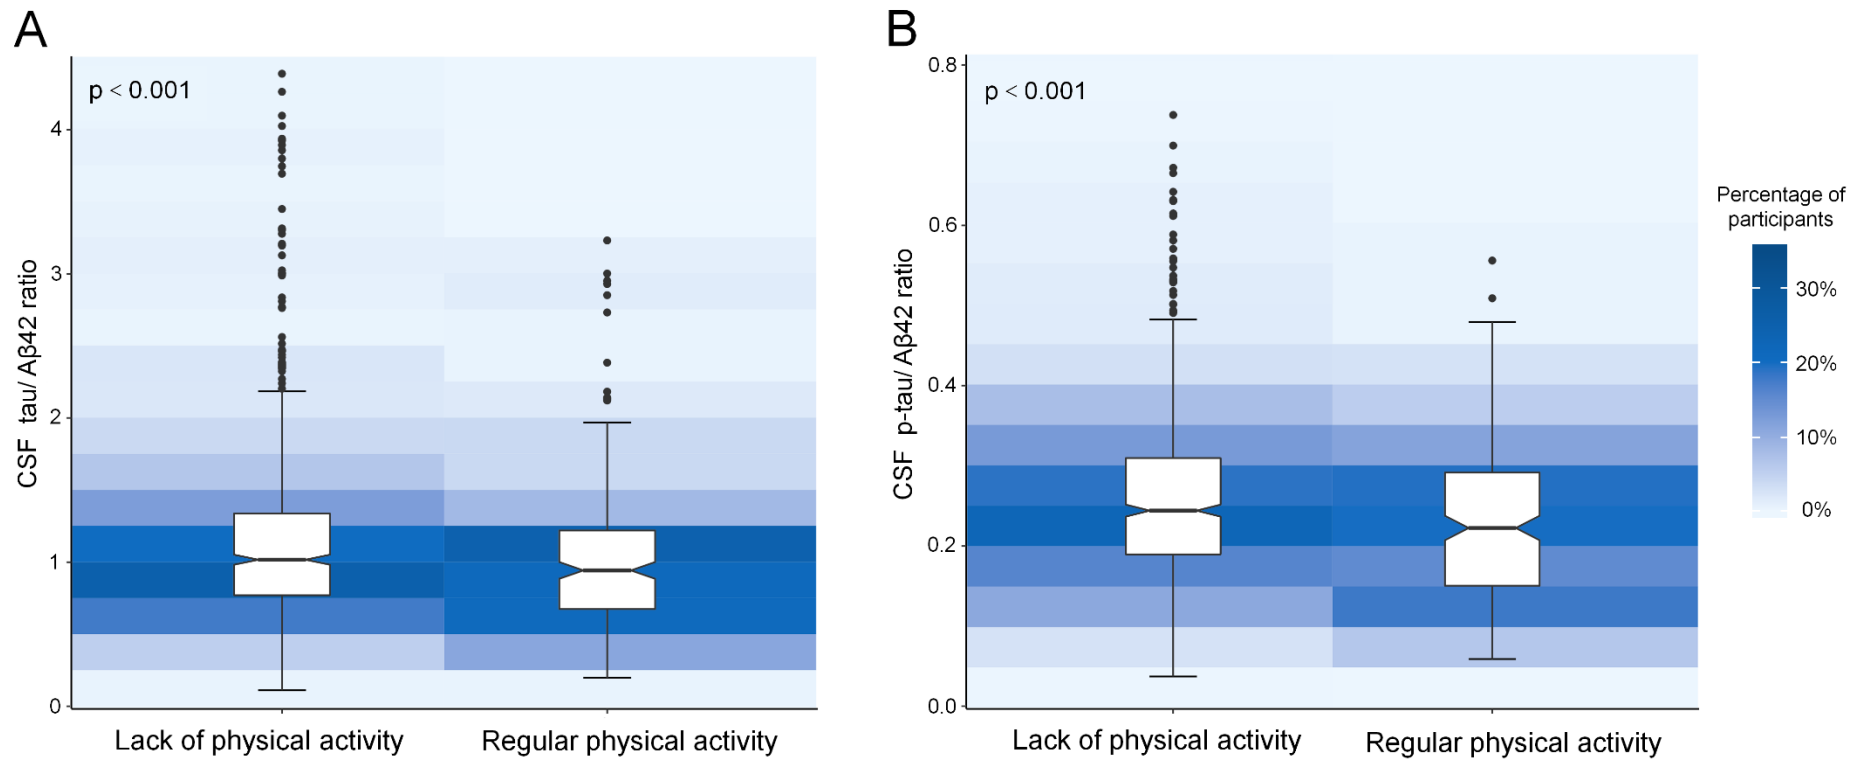 A
p < 0.001
4
3
2
1
0
CSF tau/ Aβ42 ratio
Lack of physical activity
Regular physical activity
B
p < 0.001
0.8
0.6
0.4
0.2
0.0
CSF p-tau/ Aβ42 ratio
Lack of physical activity
Regular physical activity
Percentage of
participants
30%
20%
10%
0%